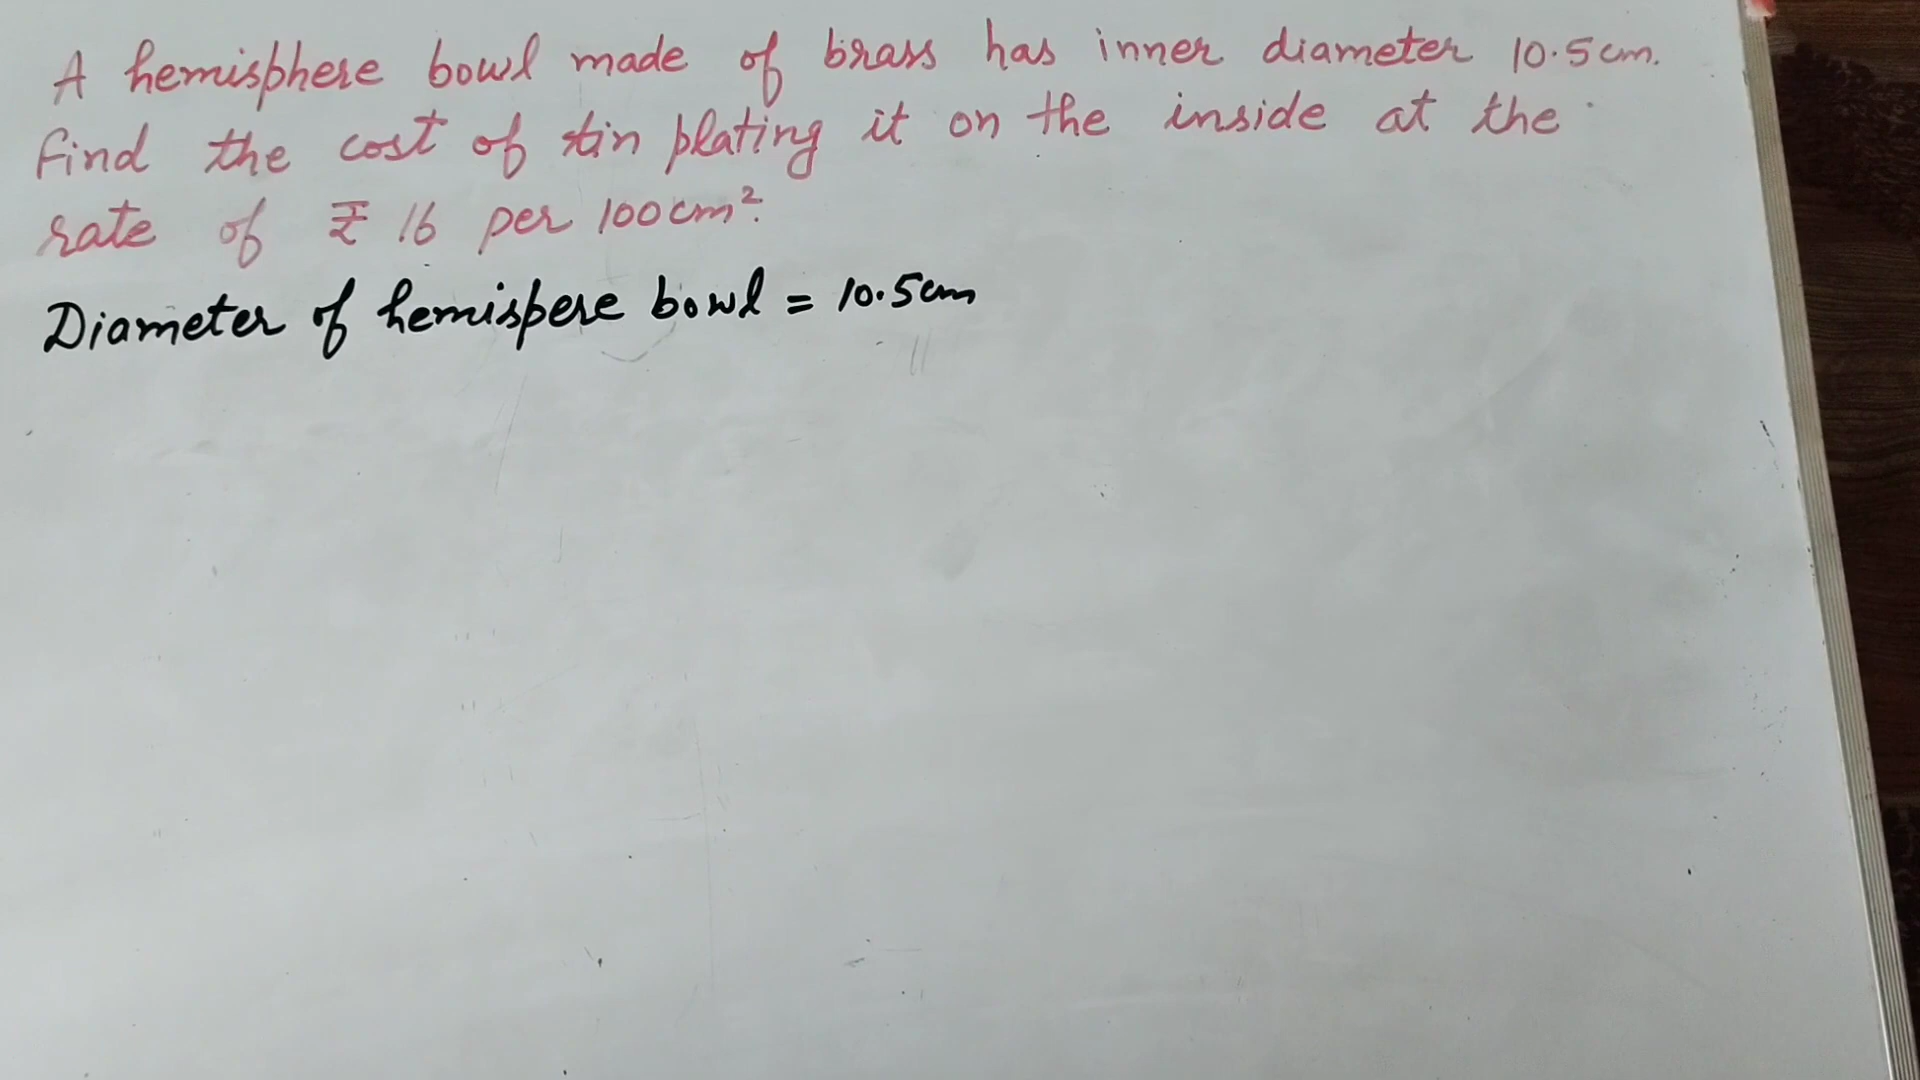 A hemisphere bowl made of brass has inner diameter 10.5cm.
find the cost of tin plating it on the inside at the
rate of ₹ 16 per 100cm².
Diameter of hemispere bowl = 10.5cm